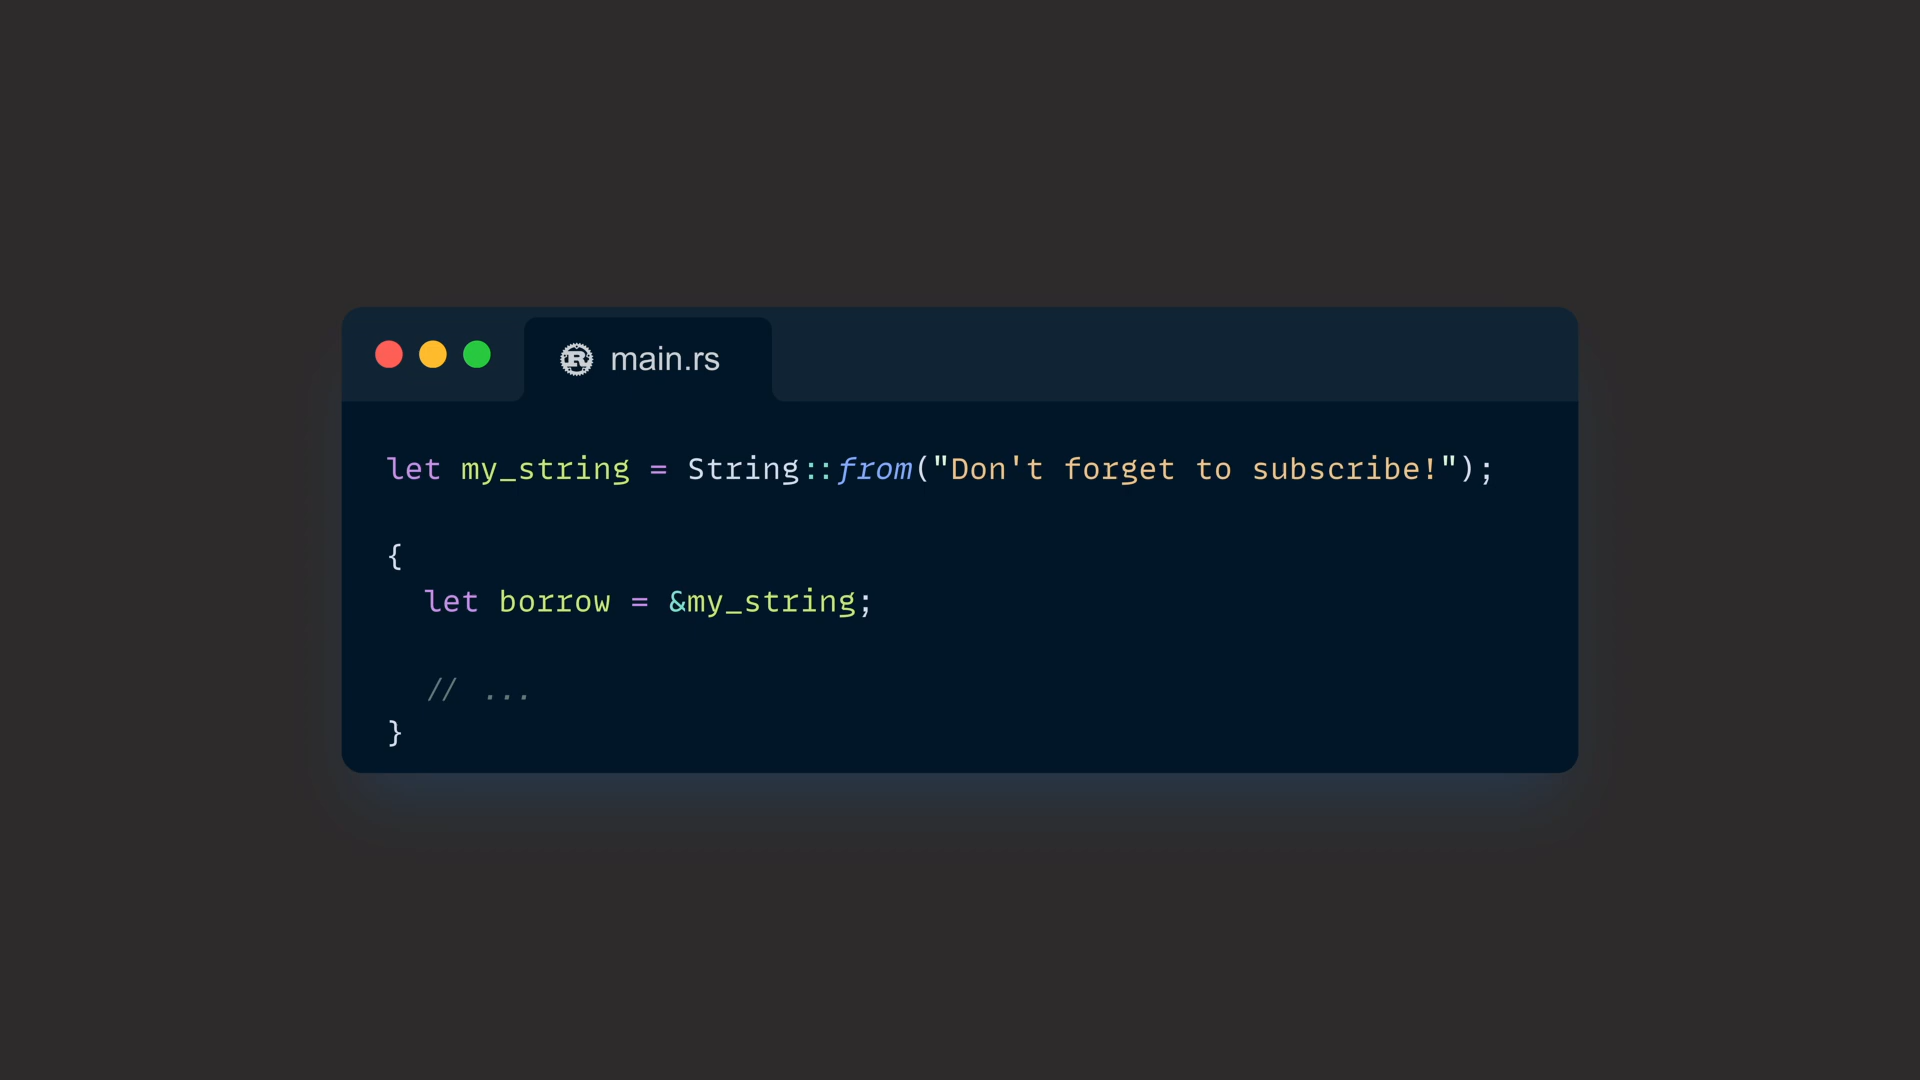 main.rs
let my_string = String::from("Don't forget to subscribe!");
{
let borrow = &my_string;
// ...
}